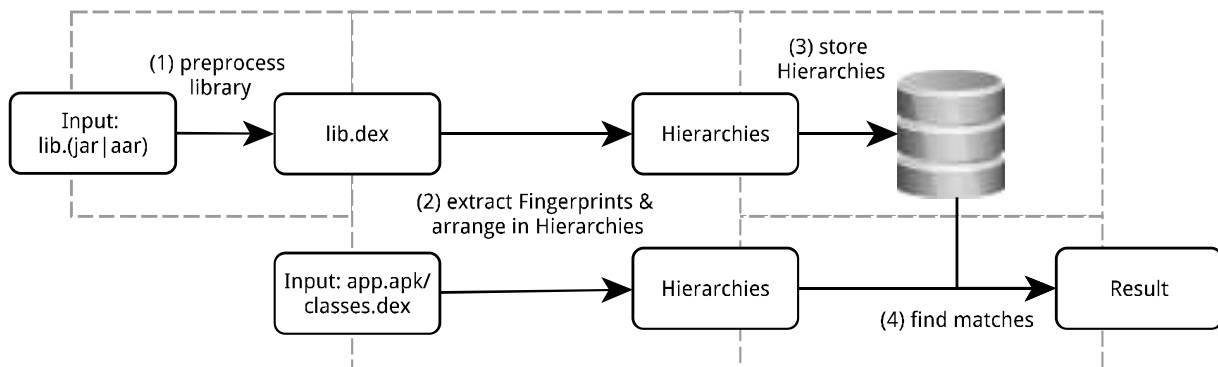 (1) preprocess
library
(3) store
Hierarchies
Input:
lib.(jar|aar)
lib.dex
Hierarchies
(2) extract Fingerprints &
arrange in Hierarchies
Input: app.apk/
classes.dex
Hierarchies
Result
(4) find matches